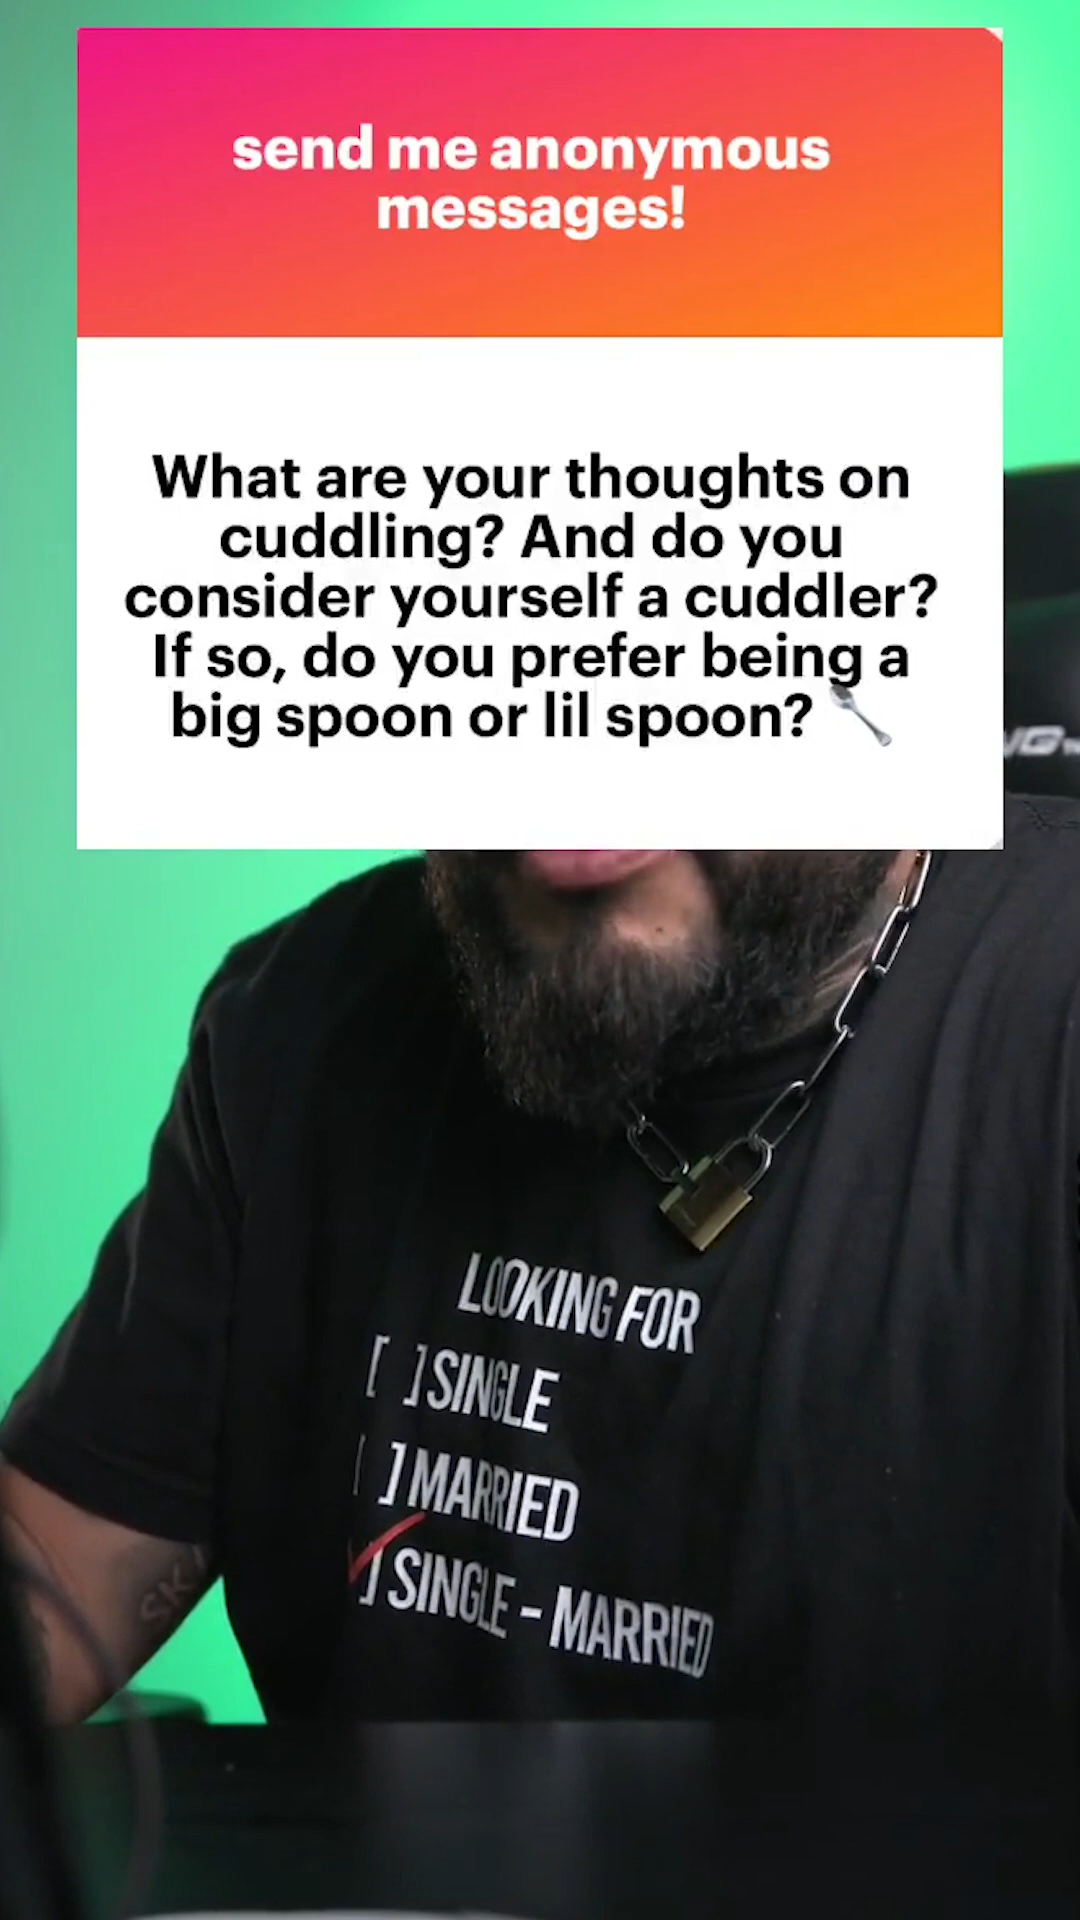 send me anonymous
messages!
What are your thoughts on
cuddling? And do you
consider yourself a cuddler?
If so, do you prefer being a
big spoon or lil spoon? 🥄
LOOKING FOR
[ ] SINGLE
[ ] MARRIED
✓] SINGLE - MARRIED